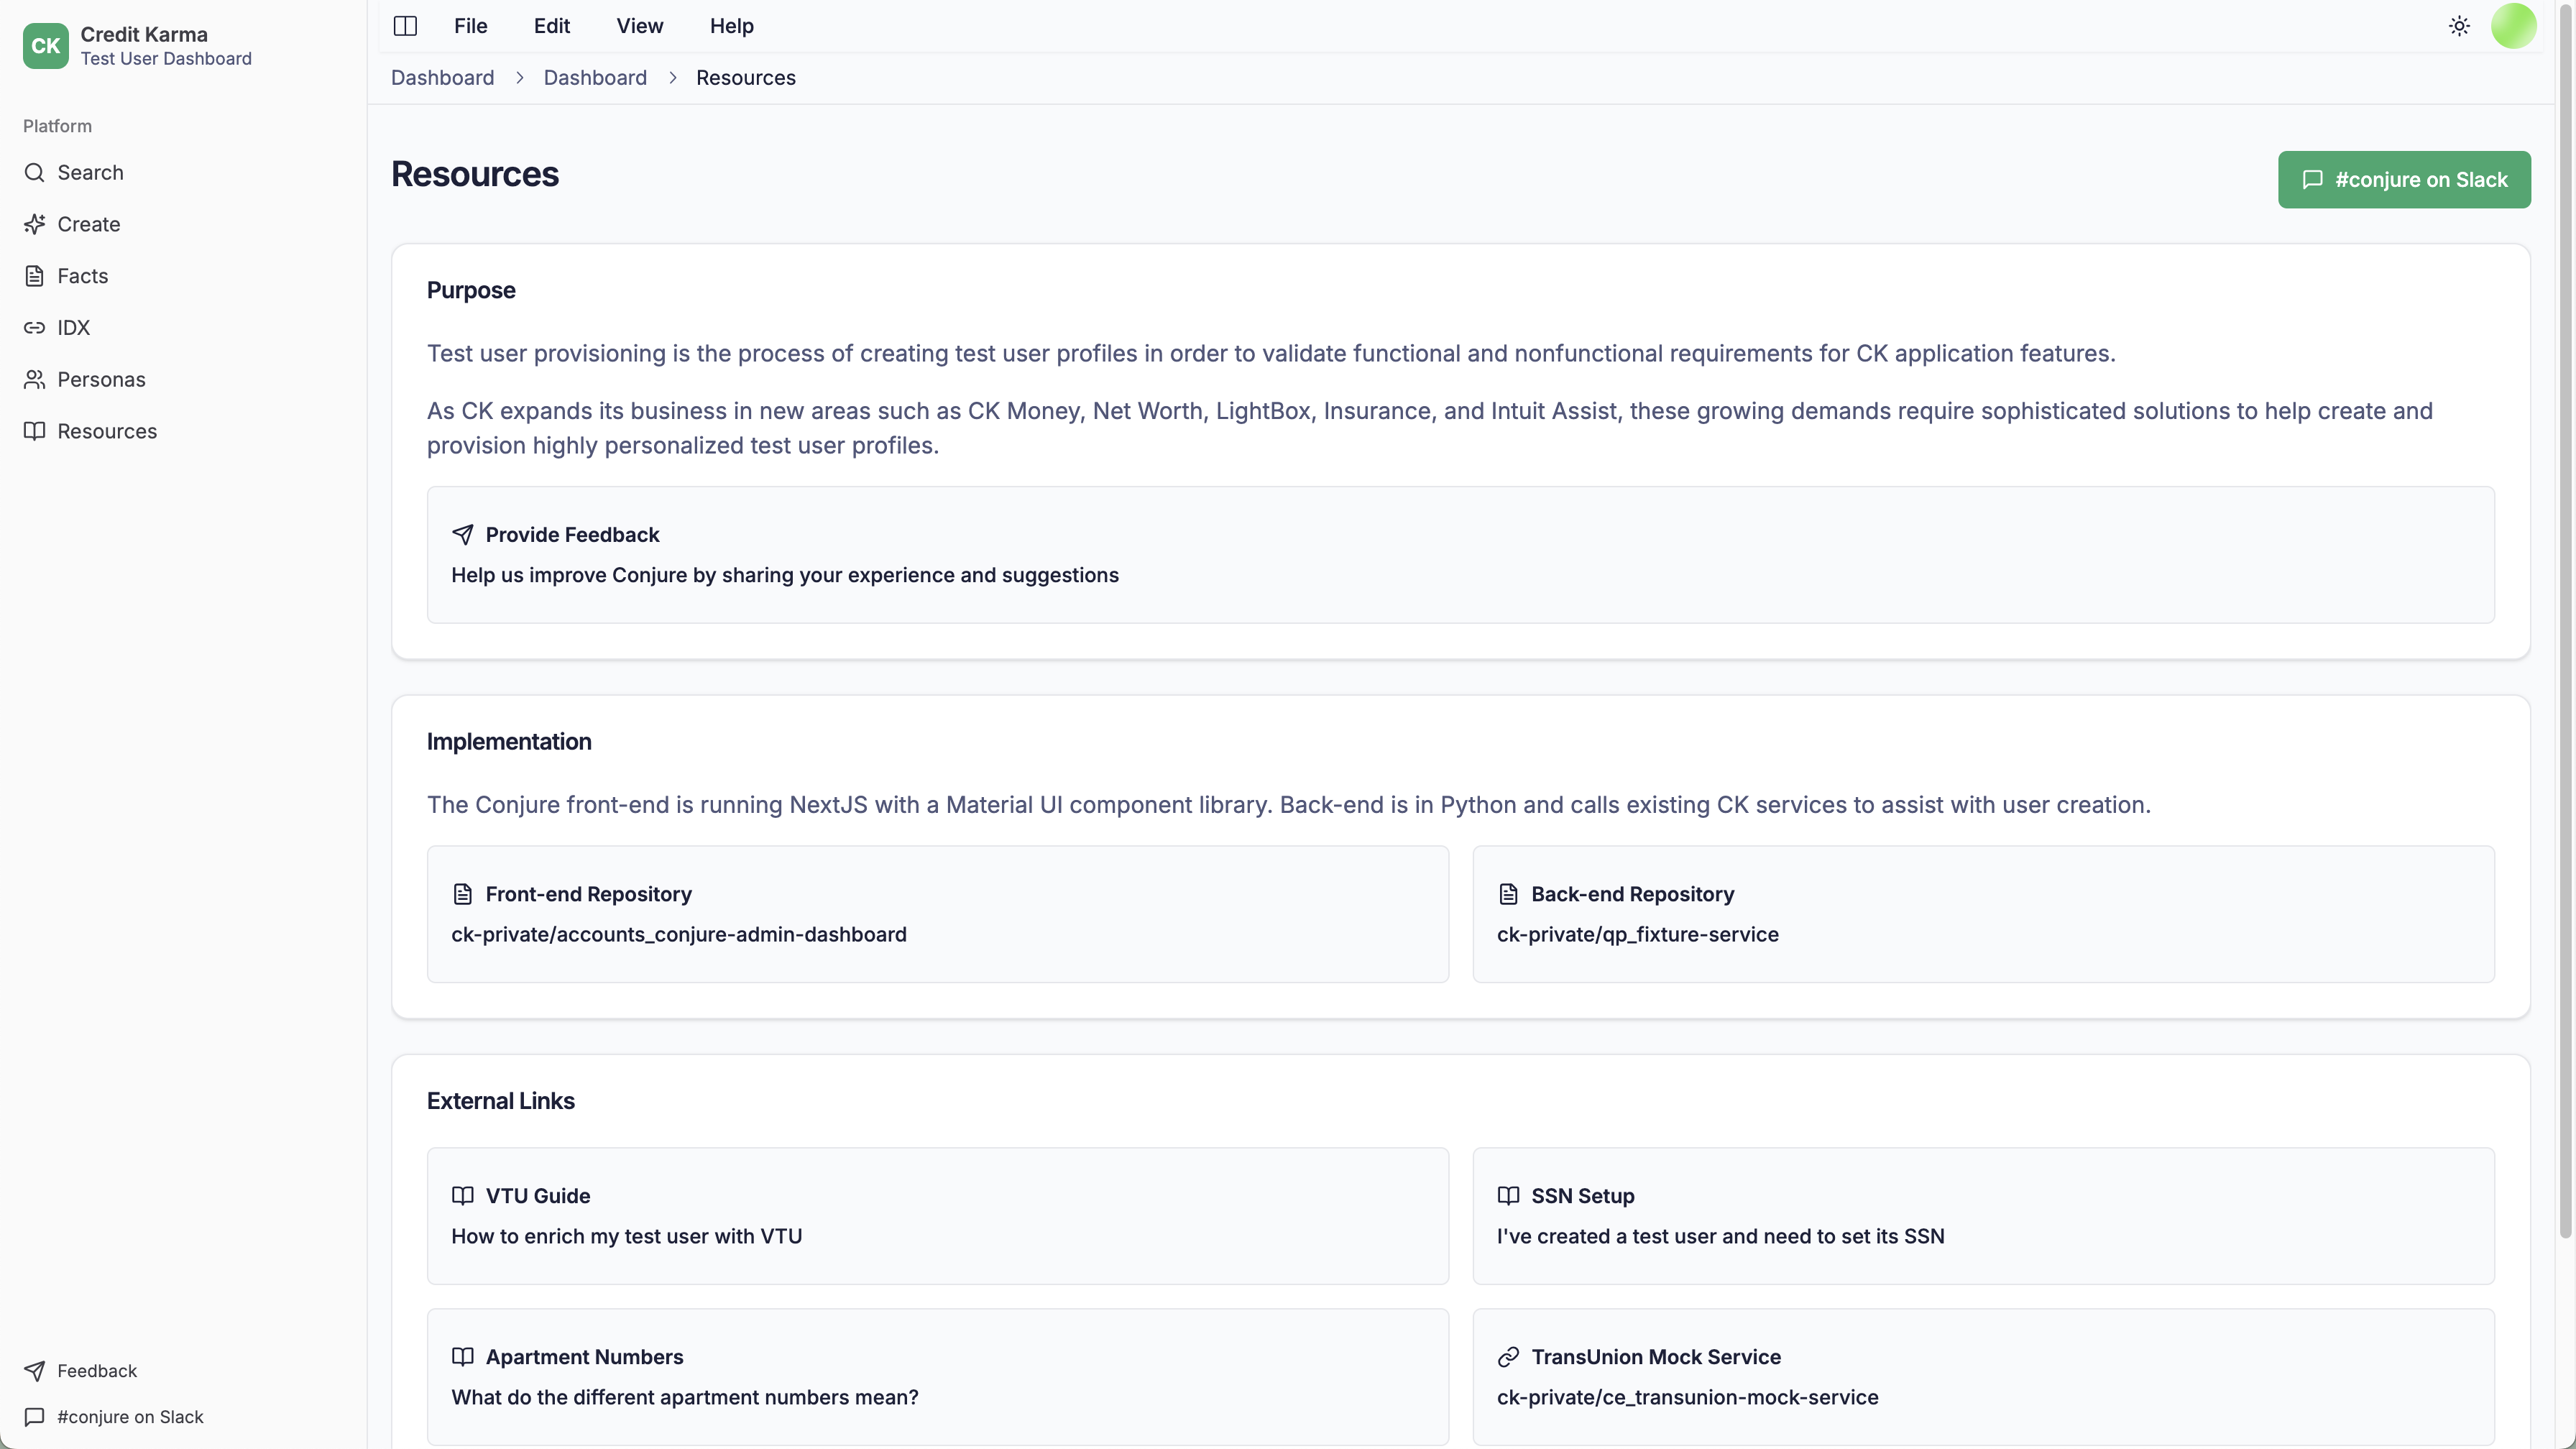 CK
Credit Karma
Test User Dashboard
Platform
Search
Create
Facts
IDX
Personas
Resources
Feedback
#conjure on Slack
File Edit View Help
Dashboard > Dashboard > Resources
Resources
#conjure on Slack
Purpose
Test user provisioning is the process of creating test user profiles in order to validate functional and nonfunctional requirements for CK application features.
As CK expands its business in new areas such as CK Money, Net Worth, LightBox, Insurance, and Intuit Assist, these growing demands require sophisticated solutions to help create and
provision highly personalized test user profiles.
Provide Feedback
Help us improve Conjure by sharing your experience and suggestions
Implementation
The Conjure front-end is running NextJS with a Material UI component library. Back-end is in Python and calls existing CK services to assist with user creation.
Front-end Repository
ck-private/accounts_conjure-admin-dashboard
Back-end Repository
ck-private/qp_fixture-service
External Links
VTU Guide
How to enrich my test user with VTU
SSN Setup
I've created a test user and need to set its SSN
Apartment Numbers
What do the different apartment numbers mean?
TransUnion Mock Service
ck-private/ce_transunion-mock-service